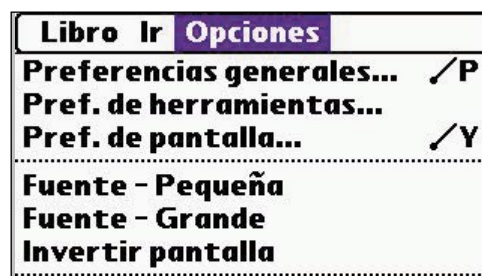 Libro Ir Opciones
Preferencias generales... ⁄P
Pref. de herramientas...
Pref. de pantalla... ⁄Y
Fuente - Pequeña
Fuente - Grande
Invertir pantalla